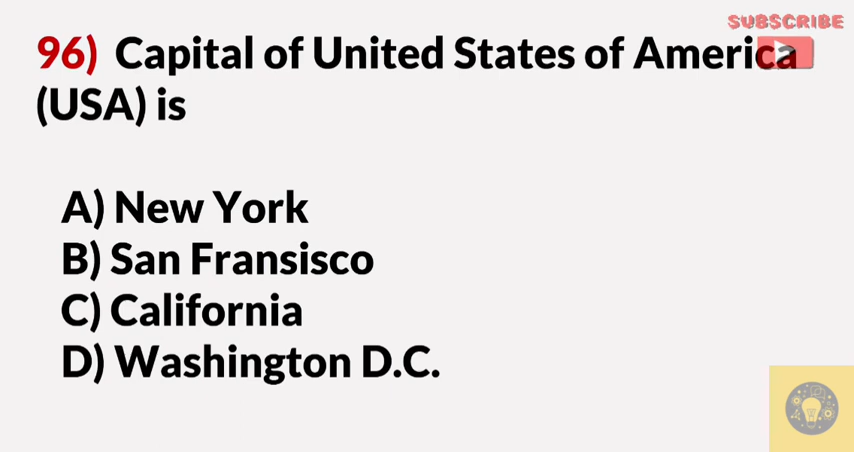 SUBSCRIBE
96) Capital of United States of America
(USA) is
A) New York
B) San Fransisco
C) California
D) Washington D.C.